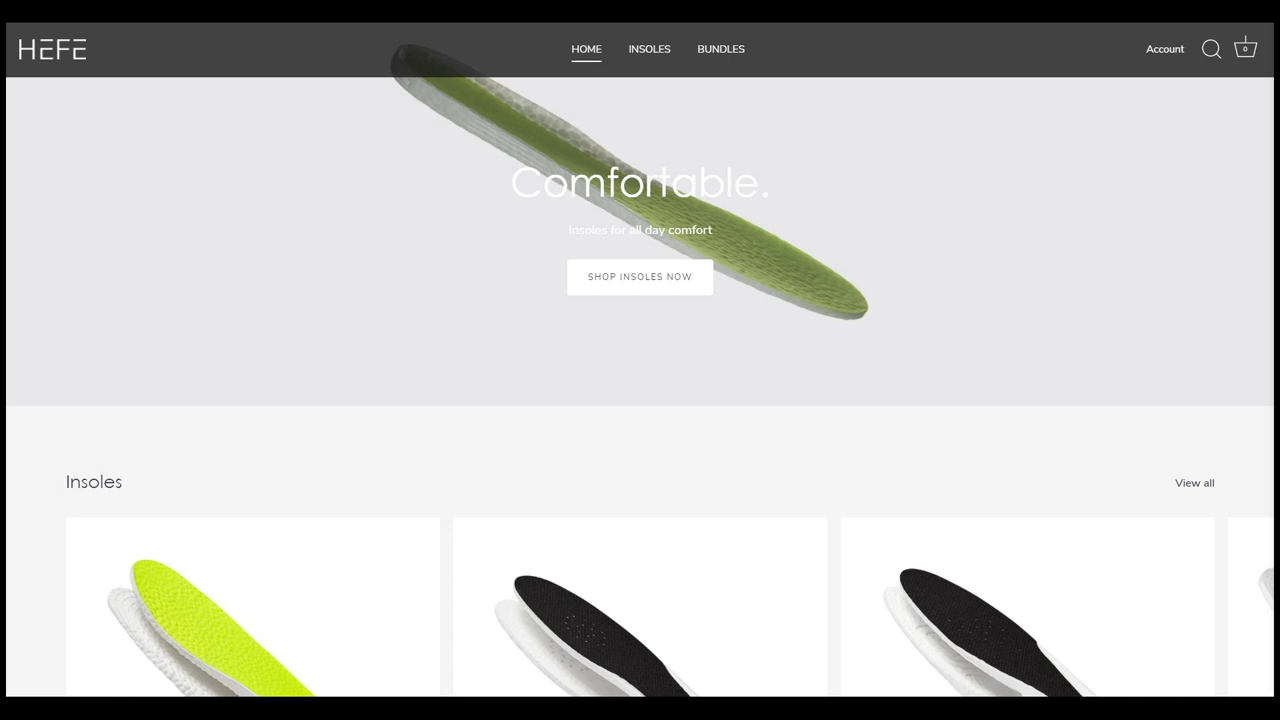 HEFE
HOME INSOLES BUNDLES
Account
0
Comfortable.
Insoles for all day comfort
SHOP INSOLES NOW
Insoles
View all